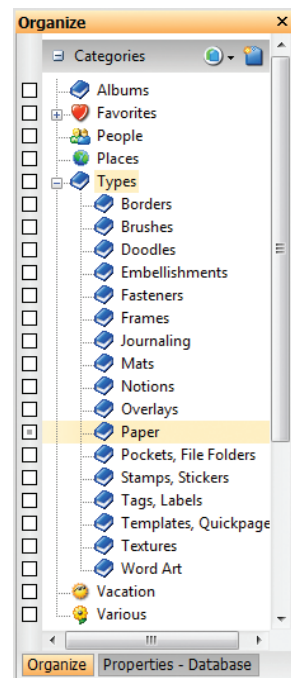 Organize
Categories
Albums
Favorites
People
Places
Types
Borders
Brushes
Doodles
Embellishments
Fasteners
Frames
Journaling
Mats
Notions
Overlays
Paper
Pockets, File Folders
Stamps, Stickers
Tags, Labels
Templates, Quickpage
Textures
Word Art
Vacation
Various
Organize Properties - Database